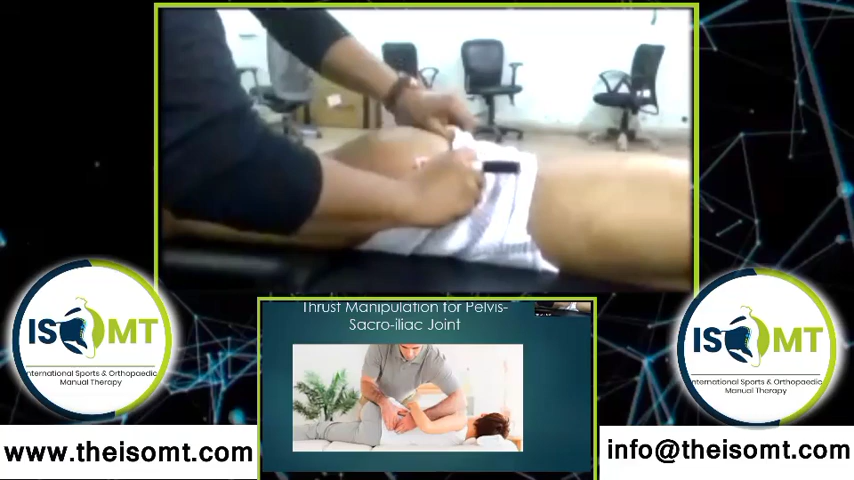 Thrust Manipulation for Pelvis-
Sacro-iliac Joint
ISOMT
International Sports & Orthopaedic
Manual Therapy
ISOMT
International Sports & Orthopaedic
Manual Therapy
www.theisomt.com
info@theisomt.com